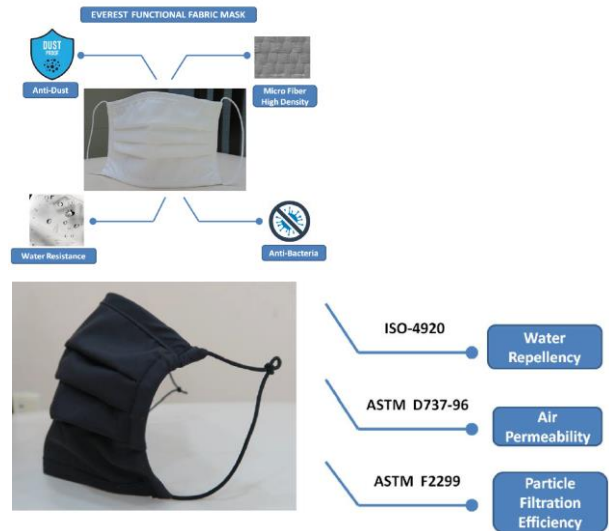 EVEREST FUNCTIONAL FABRIC MASK
DUST
PROOF
Anti-Dust
Micro Fiber
High Density
Water Resistance
Anti-Bacteria
ISO-4920
Water
Repellency
ASTM D737-96
Air
Permeability
ASTM F2299
Particle
Filtration
Efficiency